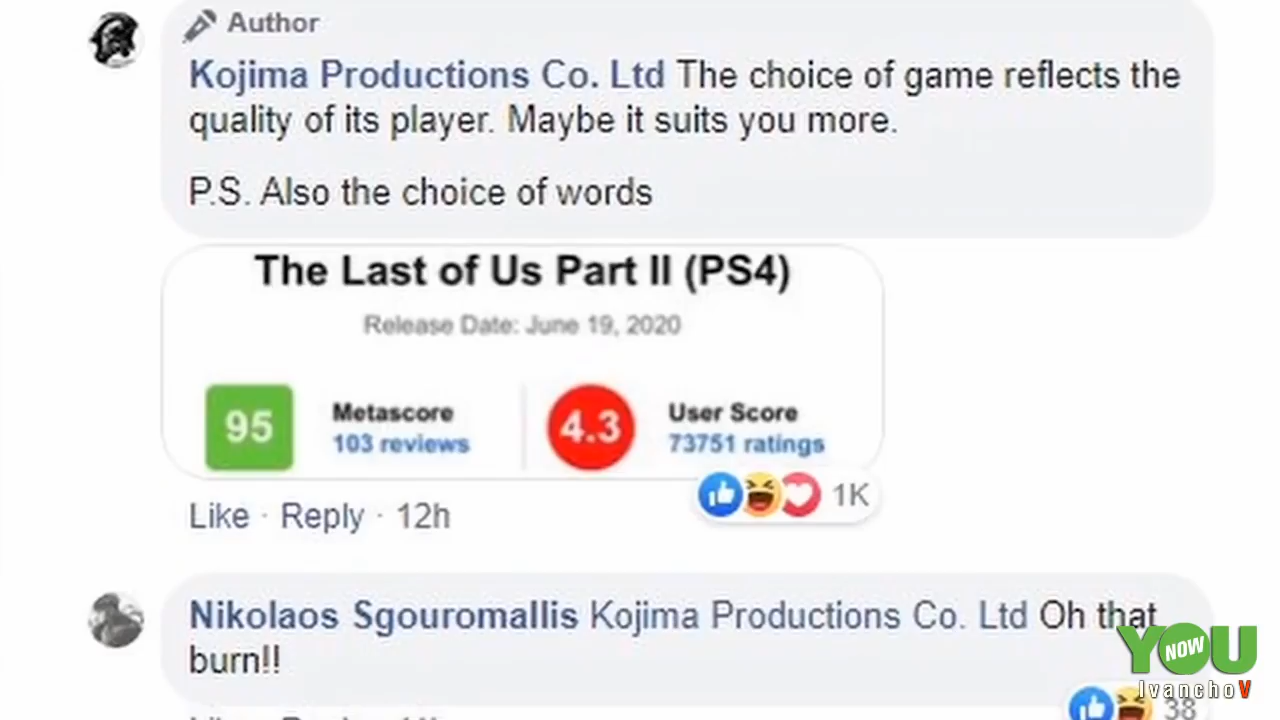 Author
Kojima Productions Co. Ltd The choice of game reflects the
quality of its player. Maybe it suits you more.
P.S. Also the choice of words
The Last of Us Part II (PS4)
Release Date: June 19, 2020
95 Metascore 4.3 User Score
103 reviews 73751 ratings
1K
Like · Reply · 12h
Nikolaos Sgouromallis Kojima Productions Co. Ltd Oh that
burn!!
YOU NOW
IvanchoV
38